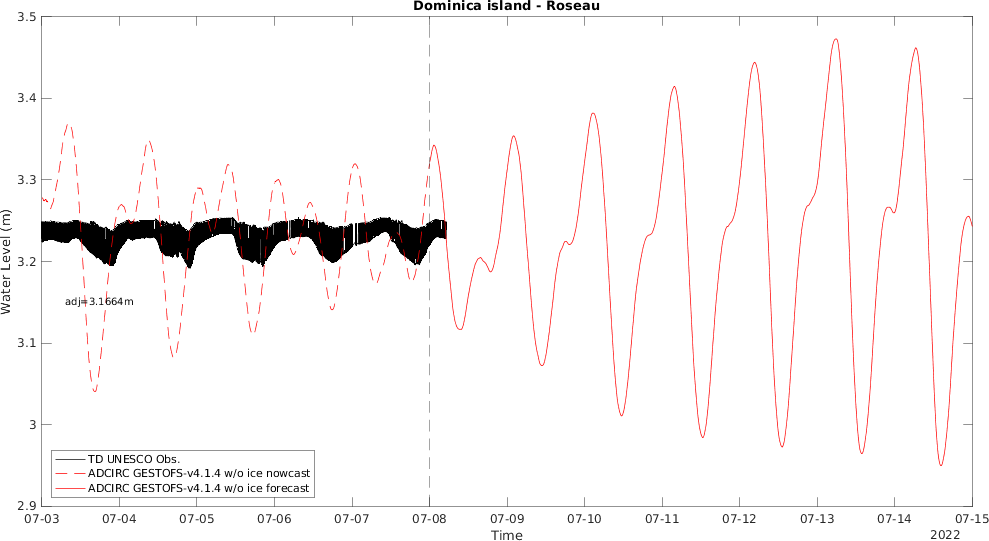 Dominica island - Roseau
3.5
3.4
3.3
3.2
3.1
3
2.9
Water Level (m)
adj=3.1664m
TD UNESCO Obs.
ADCIRC GESTOFS-v4.1.4 w/o ice nowcast
ADCIRC GESTOFS-v4.1.4 w/o ice forecast
07-03 07-04 07-05 07-06 07-07 07-08 07-09 07-10 07-11 07-12 07-13 07-14 07-15
Time
2022